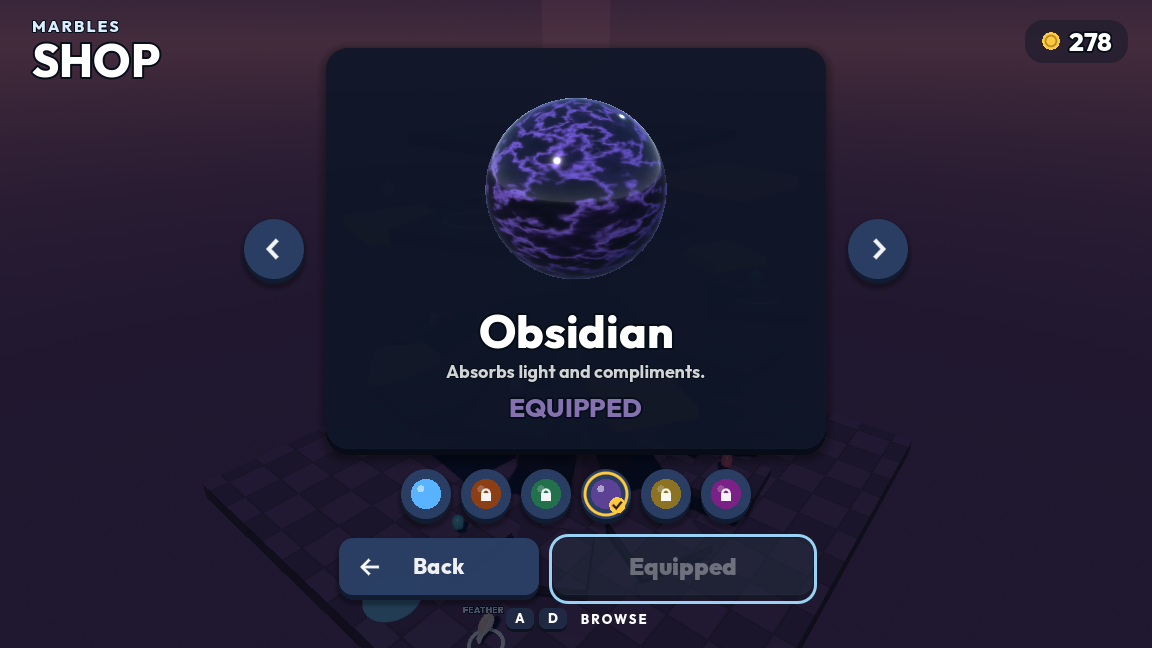 MARBLES
SHOP
278
Obsidian
Absorbs light and compliments.
EQUIPPED
Back
Equipped
FEATHER
A D BROWSE